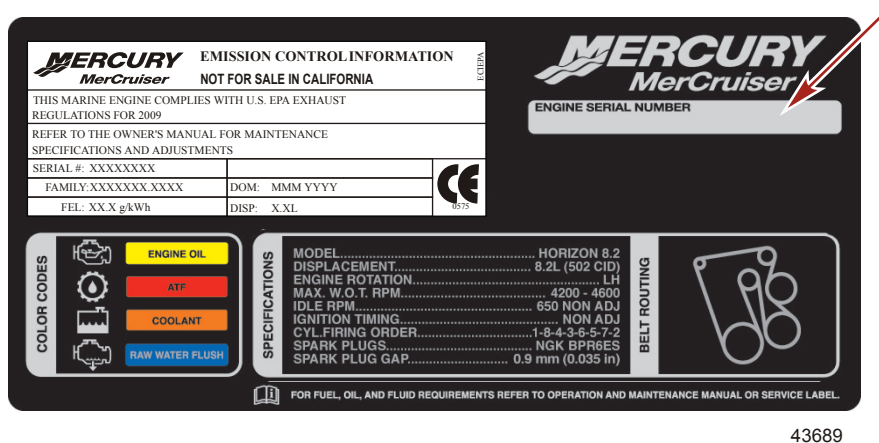 MERCURY
MerCruiser
EMISSION CONTROL INFORMATION
NOT FOR SALE IN CALIFORNIA
ECIEPA
THIS MARINE ENGINE COMPLIES WITH U.S. EPA EXHAUST
REGULATIONS FOR 2009
REFER TO THE OWNER'S MANUAL FOR MAINTENANCE
SPECIFICATIONS AND ADJUSTMENTS
SERIAL #: XXXXXXXX
FAMILY:XXXXXXX.XXXX
DOM: MMM YYYY
FEL: XX.X g/kWh
DISP: X.XL
CE
0575
MERCURY
MerCruiser
ENGINE SERIAL NUMBER
COLOR CODES
ENGINE OIL
ATF
COOLANT
RAW WATER FLUSH
SPECIFICATIONS
MODEL................................................ HORIZON 8.2
DISPLACEMENT................................. 8.2L (502 CID)
ENGINE ROTATION............................................. LH
MAX. W.O.T. RPM................................... 4200 - 4600
IDLE RPM........................................... 650 NON ADJ
IGNITION TIMING....................................... NON ADJ
CYL.FIRING ORDER...........................1-8-4-3-6-5-7-2
SPARK PLUGS................................... NGK BPR6ES
SPARK PLUG GAP......................... 0.9 mm (0.035 in)
BELT ROUTING
FOR FUEL, OIL, AND FLUID REQUIREMENTS REFER TO OPERATION AND MAINTENANCE MANUAL OR SERVICE LABEL.
43689